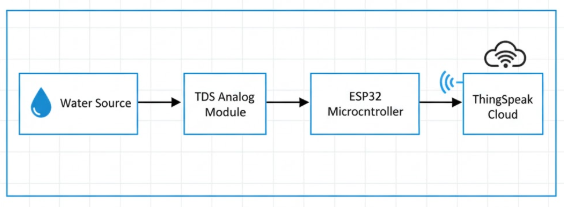 Water Source
TDS Analog
Module
ESP32
Microcntroller
ThingSpeak
Cloud